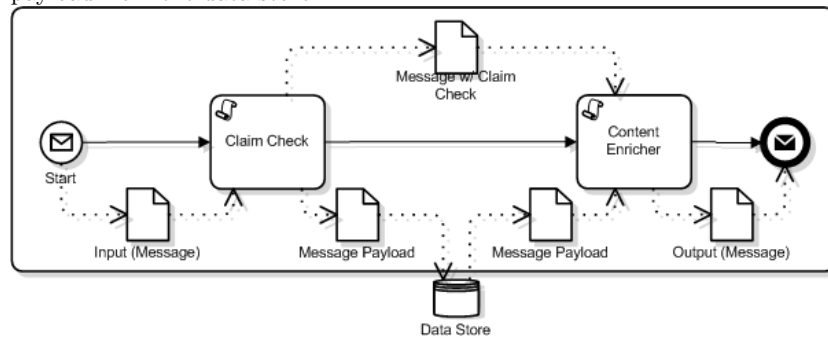 Message w/ Claim
Check
Claim Check
Content
Enricher
Start
Input (Message)
Message Payload
Message Payload
Output (Message)
Data Store